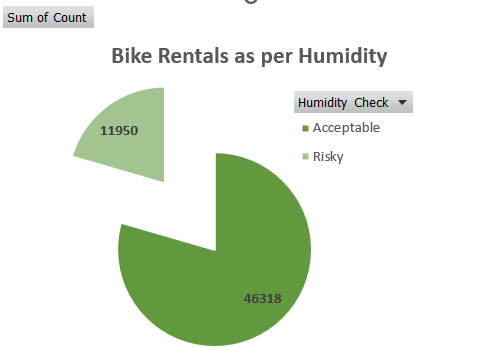 Sum of Count
Bike Rentals as per Humidity
Humidity Check
Acceptable
Risky
11950
46318